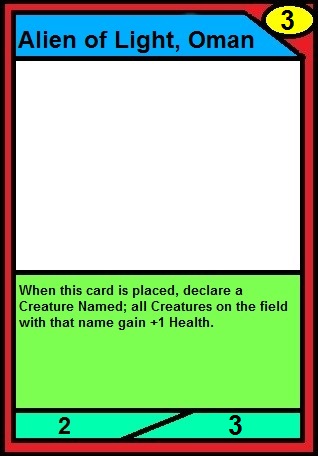 3
Alien of Light, Oman
When this card is placed, declare a
Creature Named; all Creatures on the field
with that name gain +1 Health.
2
3